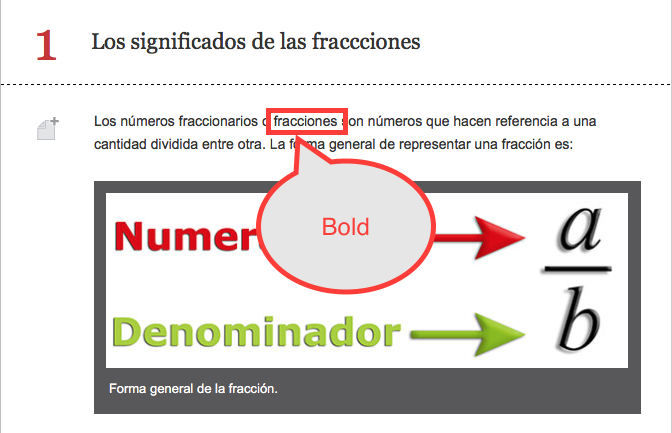 1
Los significados de las fraccciones
Los números fraccionarios o fracciones son números que hacen referencia a una
cantidad dividida entre otra. La forma general de representar una fracción es:
Bold
a
Denominador
b
Forma general de la fracción.